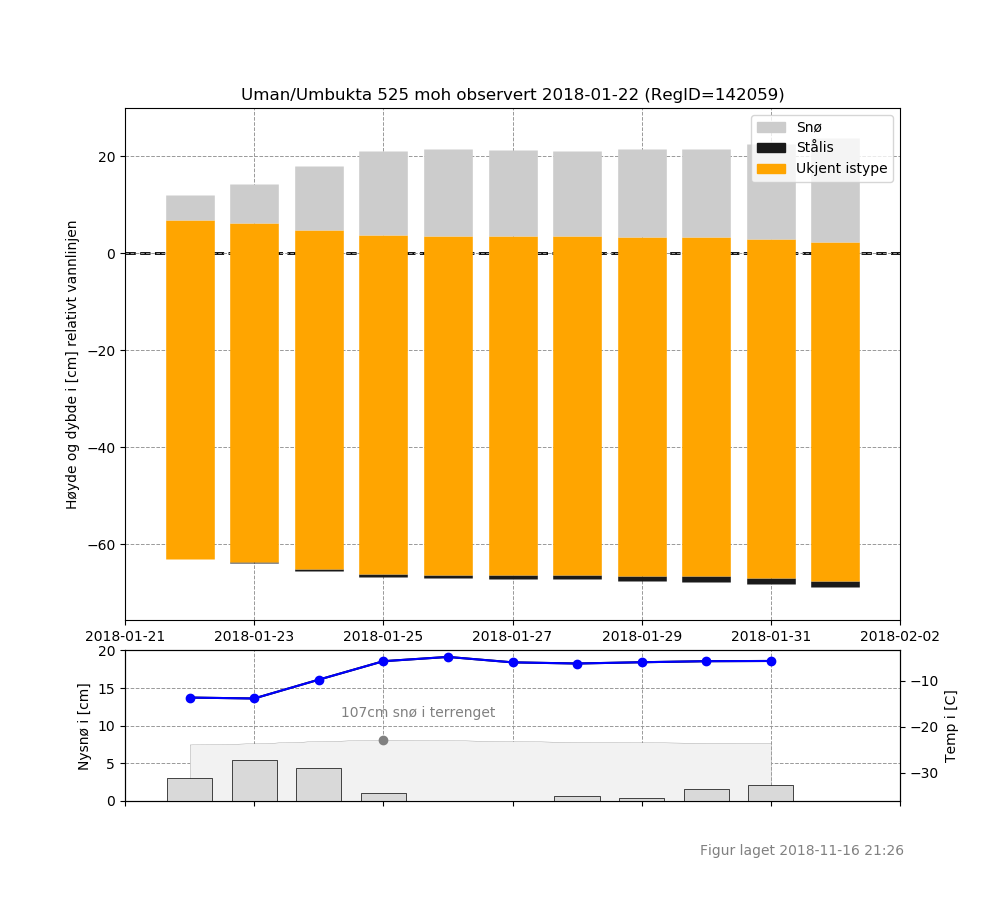 Uman/Umbukta 525 moh observert 2018-01-22 (RegID=142059)
Snø
Stålis
Ukjent istype
Høyde og dybde i [cm] relativt vannlinjen
20
0
−20
−40
−60
2018-01-21 2018-01-23 2018-01-25 2018-01-27 2018-01-29 2018-01-31 2018-02-02
Nysnø i [cm]
20
15
10
5
0
107cm snø i terrenget
−10
−20
−30
Temp i [C]
Figur laget 2018-11-16 21:26